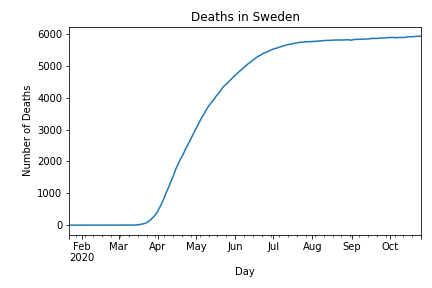 Deaths in Sweden
Number of Deaths
6000
5000
4000
3000
2000
1000
0
Feb Mar Apr May Jun Jul Aug Sep Oct
2020
Day